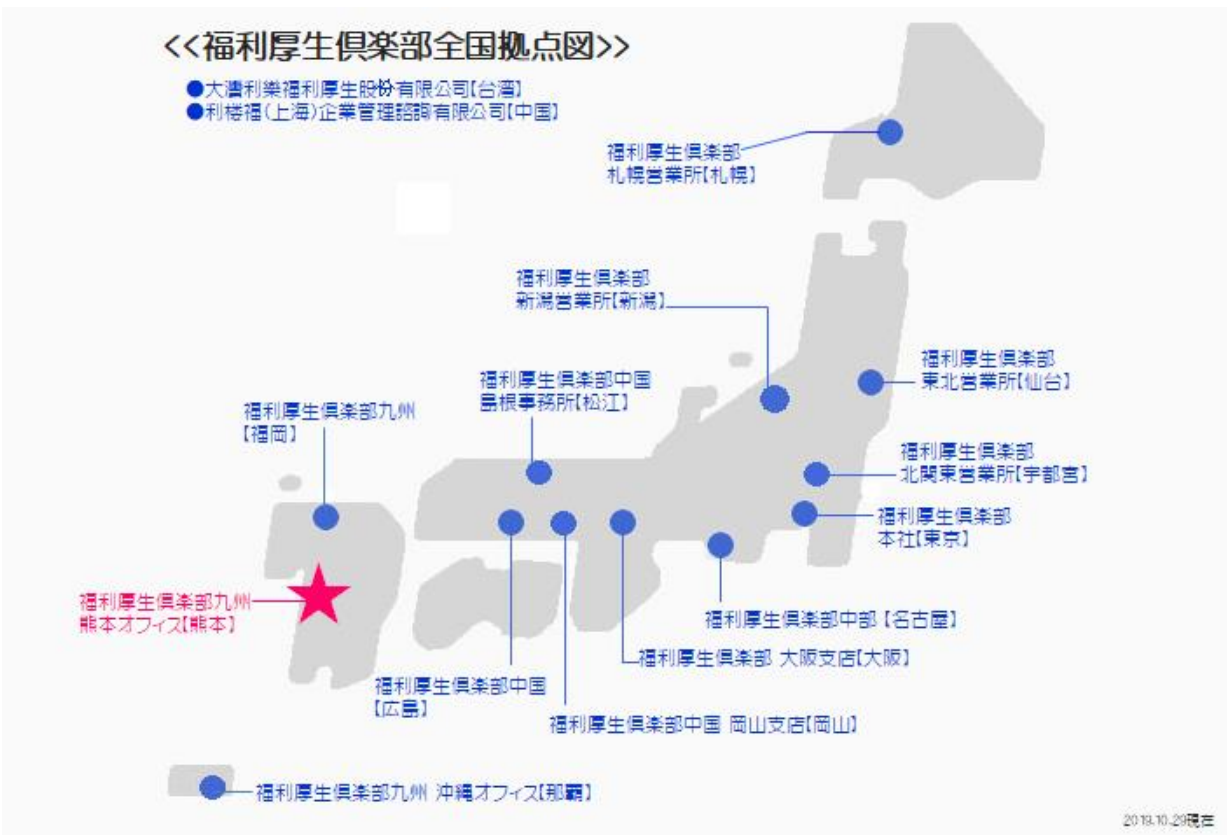 <<福利厚生倶楽部全国拠点図>>
●大灣利樂福利厚生股份有限公司【台湾】
●利楼福(上海)企業管理諮詢有限公司【中国】
福利厚生倶楽部
札幌営業所【札幌】
福利厚生倶楽部
新潟営業所【新潟】
福利厚生倶楽部
東北営業所【仙台】
福利厚生倶楽部中国
島根事務所【松江】
福利厚生倶楽部九州
【福岡】
福利厚生倶楽部
北関東営業所【宇都宮】
福利厚生倶楽部
本社【東京】
福利厚生倶楽部九州
熊本オフィス【熊本】
福利厚生倶楽部中部【名古屋】
福利厚生倶楽部 大阪支店【大阪】
福利厚生倶楽部中国
【広島】
福利厚生倶楽部中国 岡山支店【岡山】
福利厚生倶楽部九州 沖縄オフィス【那覇】
2019.10.29現在